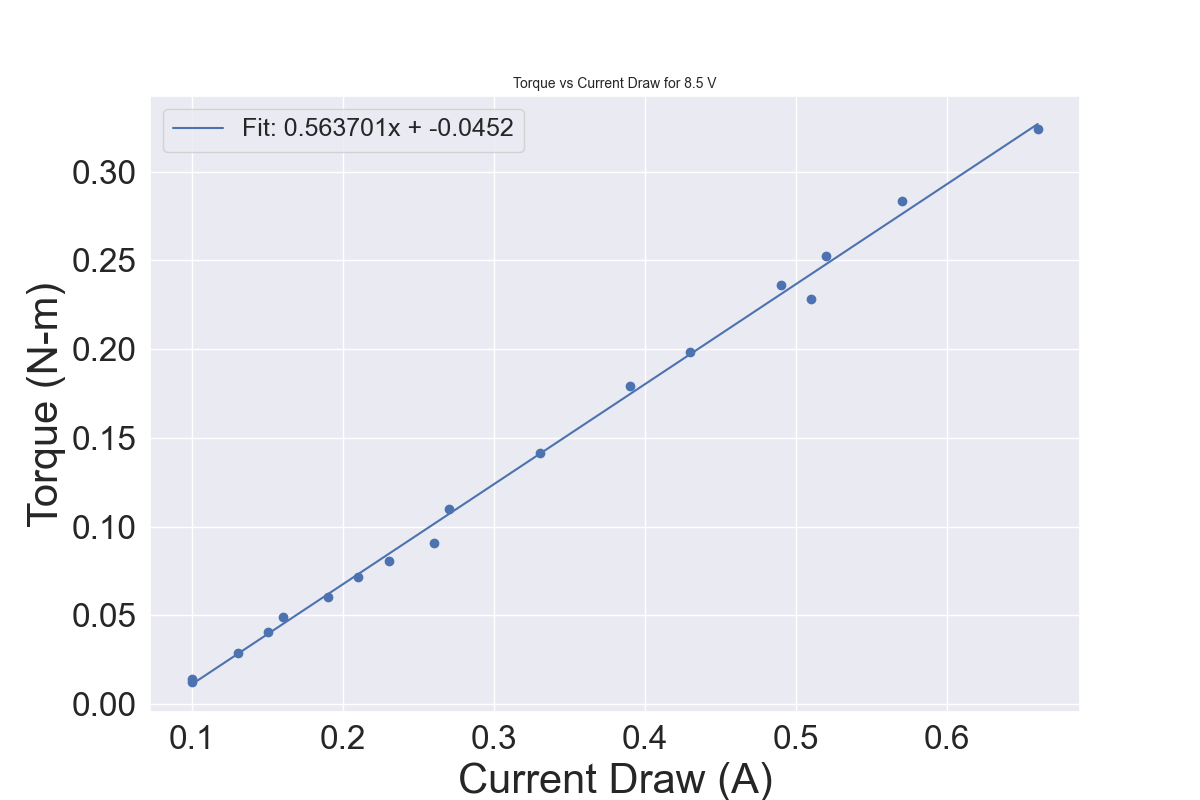 Torque vs Current Draw for 8.5 V
Fit: 0.563701x + -0.0452
0.30
0.25
0.20
0.15
0.10
0.05
0.00
Torque (N-m)
0.1 0.2 0.3 0.4 0.5 0.6
Current Draw (A)